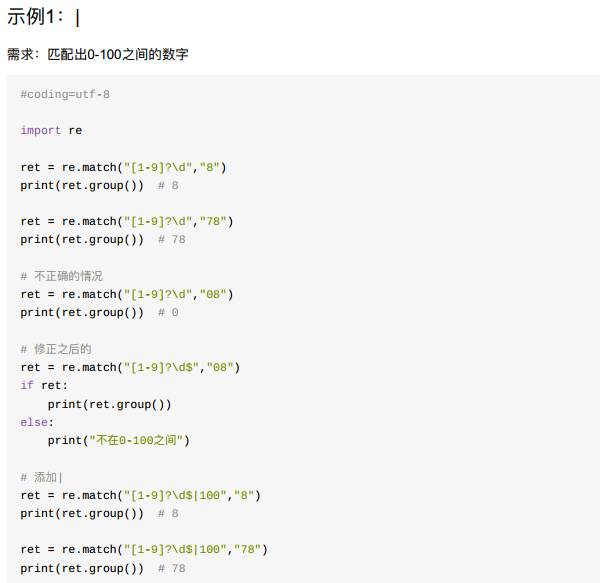 示例1：|
需求：匹配出0-100之间的数字
#coding=utf-8
import re
ret = re.match("[1-9]?\d","8")
print(ret.group())  # 8
ret = re.match("[1-9]?\d","78")
print(ret.group())  # 78
# 不正确的情况
ret = re.match("[1-9]?\d","08")
print(ret.group())  # 0
# 修正之后的
ret = re.match("[1-9]?\d$","08")
if ret:
    print(ret.group())
else:
    print("不在0-100之间")
# 添加|
ret = re.match("[1-9]?\d$|100","8")
print(ret.group())  # 8
ret = re.match("[1-9]?\d$|100","78")
print(ret.group())  # 78